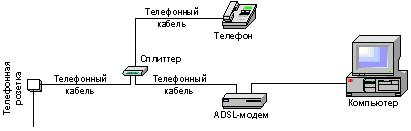 Телефонный
кабель
Телефон
Сплиттер
Телефонная
розетка
Телефонный
кабель
Телефонный
кабель
ADSL-модем
Компьютер